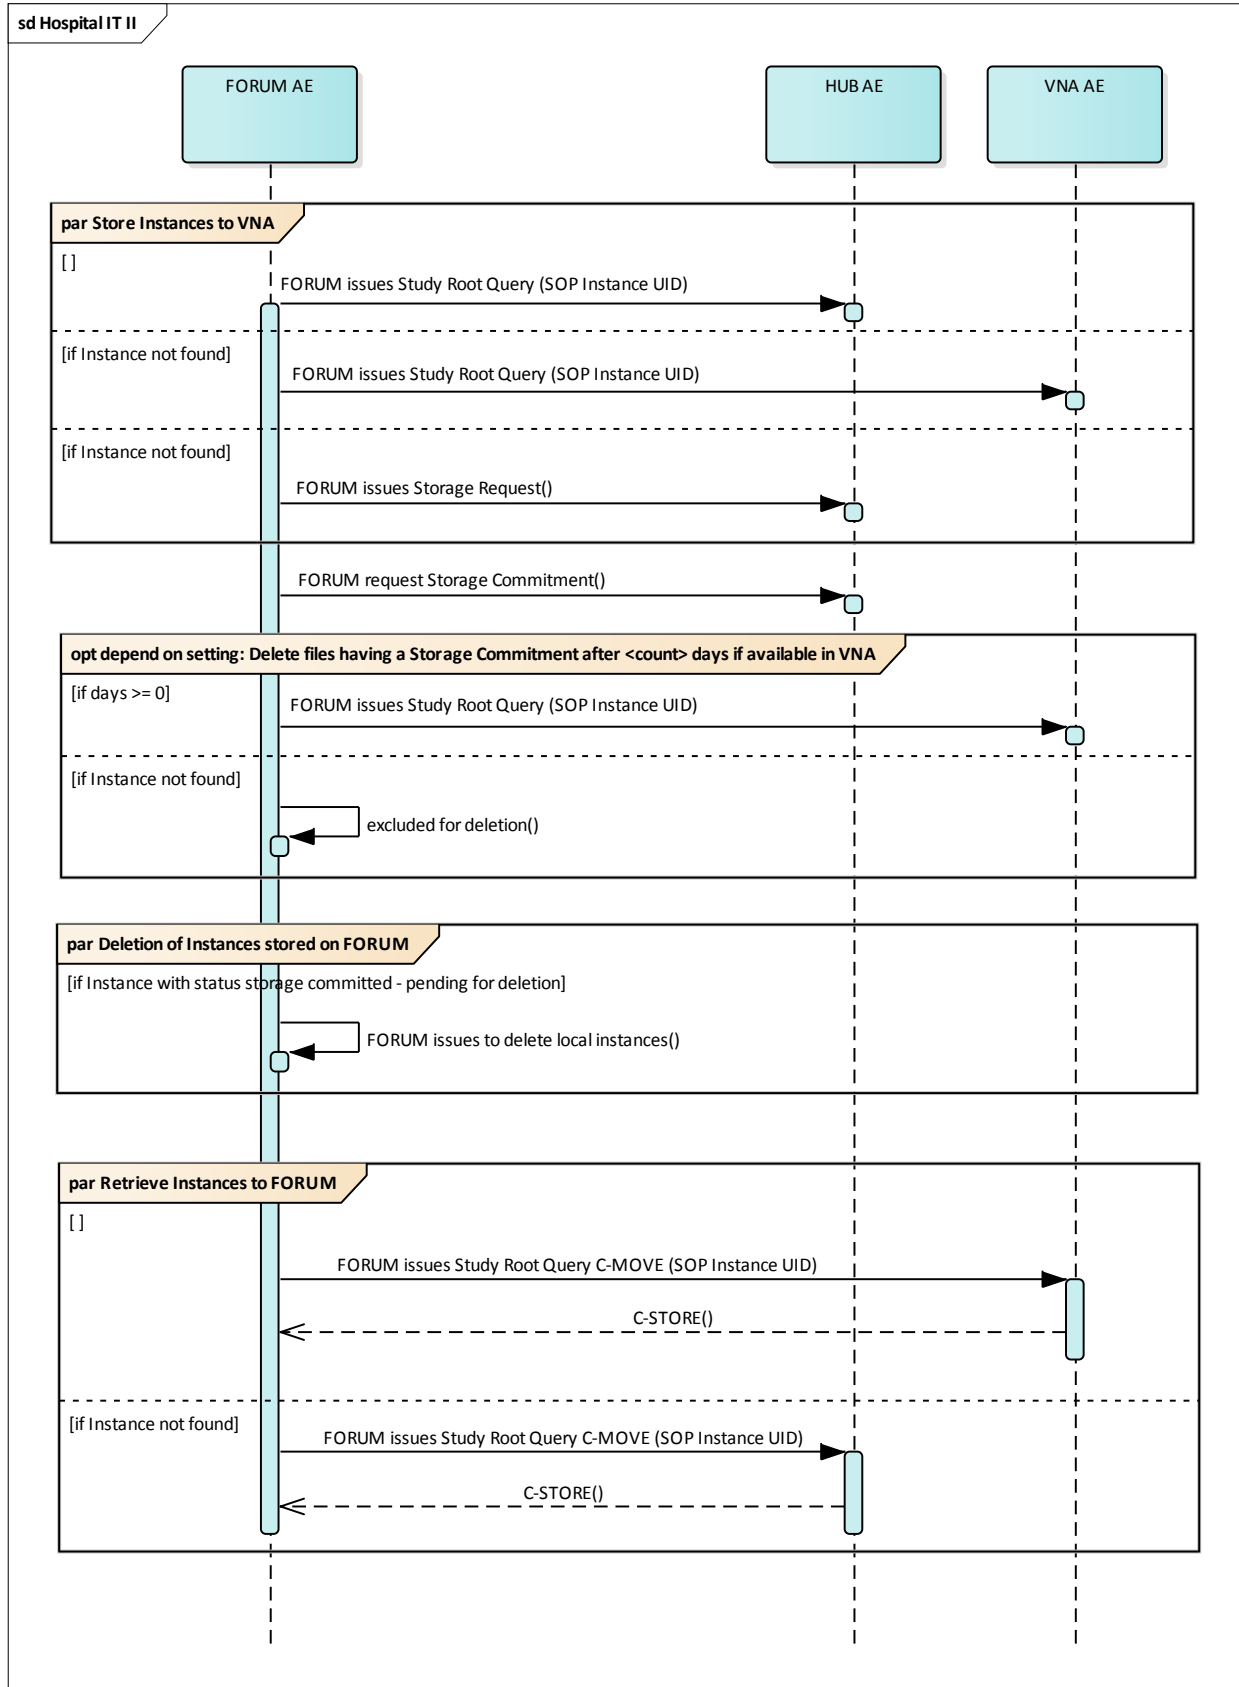 sd Hospital IT II
FORUM AE
HUB AE
VNA AE
par Store Instances to VNA
[ ]
FORUM issues Study Root Query (SOP Instance UID)
[if Instance not found]
FORUM issues Study Root Query (SOP Instance UID)
[if Instance not found]
FORUM issues Storage Request()
FORUM request Storage Commitment()
opt depend on setting: Delete files having a Storage Commitment after <count> days if available in VNA
[if days >= 0]
FORUM issues Study Root Query (SOP Instance UID)
[if Instance not found]
excluded for deletion()
par Deletion of Instances stored on FORUM
[if Instance with status storage committed - pending for deletion]
FORUM issues to delete local instances()
par Retrieve Instances to FORUM
[ ]
FORUM issues Study Root Query C-MOVE (SOP Instance UID)
C-STORE()
[if Instance not found]
FORUM issues Study Root Query C-MOVE (SOP Instance UID)
C-STORE()